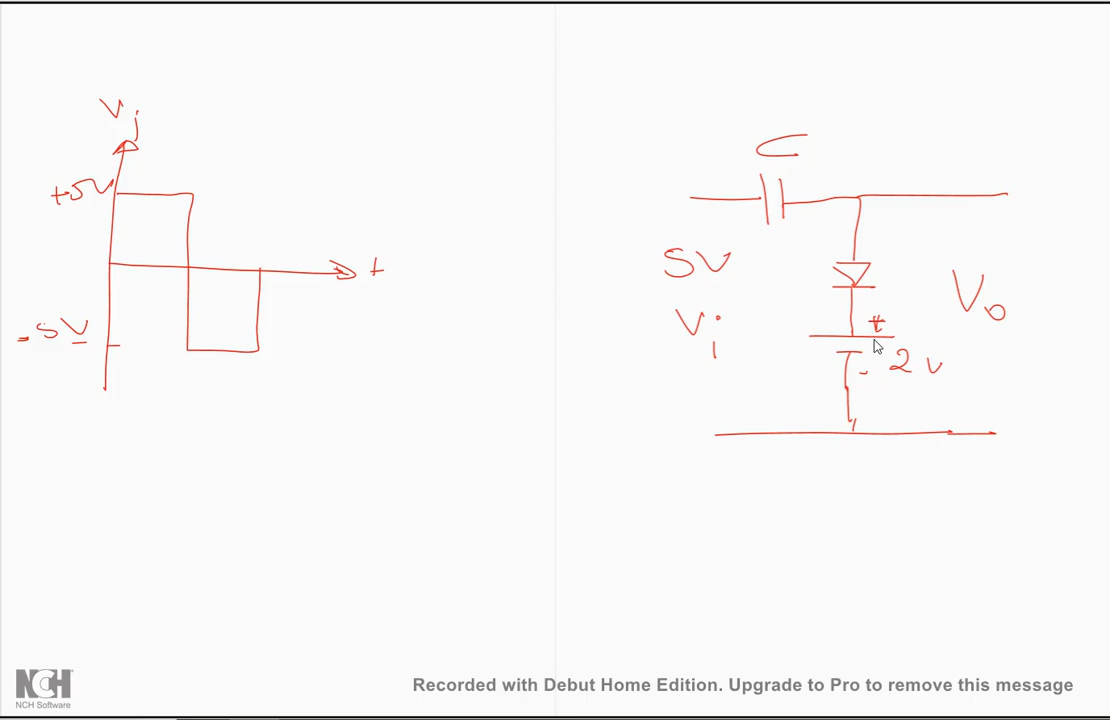 Vi
+5V
t
-5V
C
5V
Vi
Vo
+
- 2v
NCH
NCH Software
Recorded with Debut Home Edition. Upgrade to Pro to remove this message